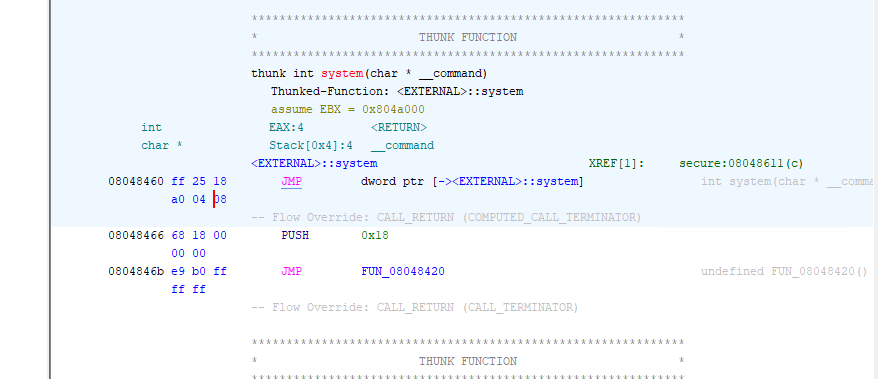 ******************************************************************
* THUNK FUNCTION *
******************************************************************
thunk int system(char * __command)
Thunked-Function: <EXTERNAL>::system
assume EBX = 0x804a000
int EAX:4 <RETURN>
char * Stack[0x4]:4 __command
<EXTERNAL>::system XREF[1]: secure:08048611(c)
08048460 ff 25 18 JMP dword ptr [-><EXTERNAL>::system] int system(char * __comma
a0 04 08
-- Flow Override: CALL_RETURN (COMPUTED_CALL_TERMINATOR)
08048466 68 18 00 PUSH 0x18
00 00
0804846b e9 b0 ff JMP FUN_08048420 undefined FUN_08048420()
ff ff
-- Flow Override: CALL_RETURN (CALL_TERMINATOR)
******************************************************************
* THUNK FUNCTION *
******************************************************************